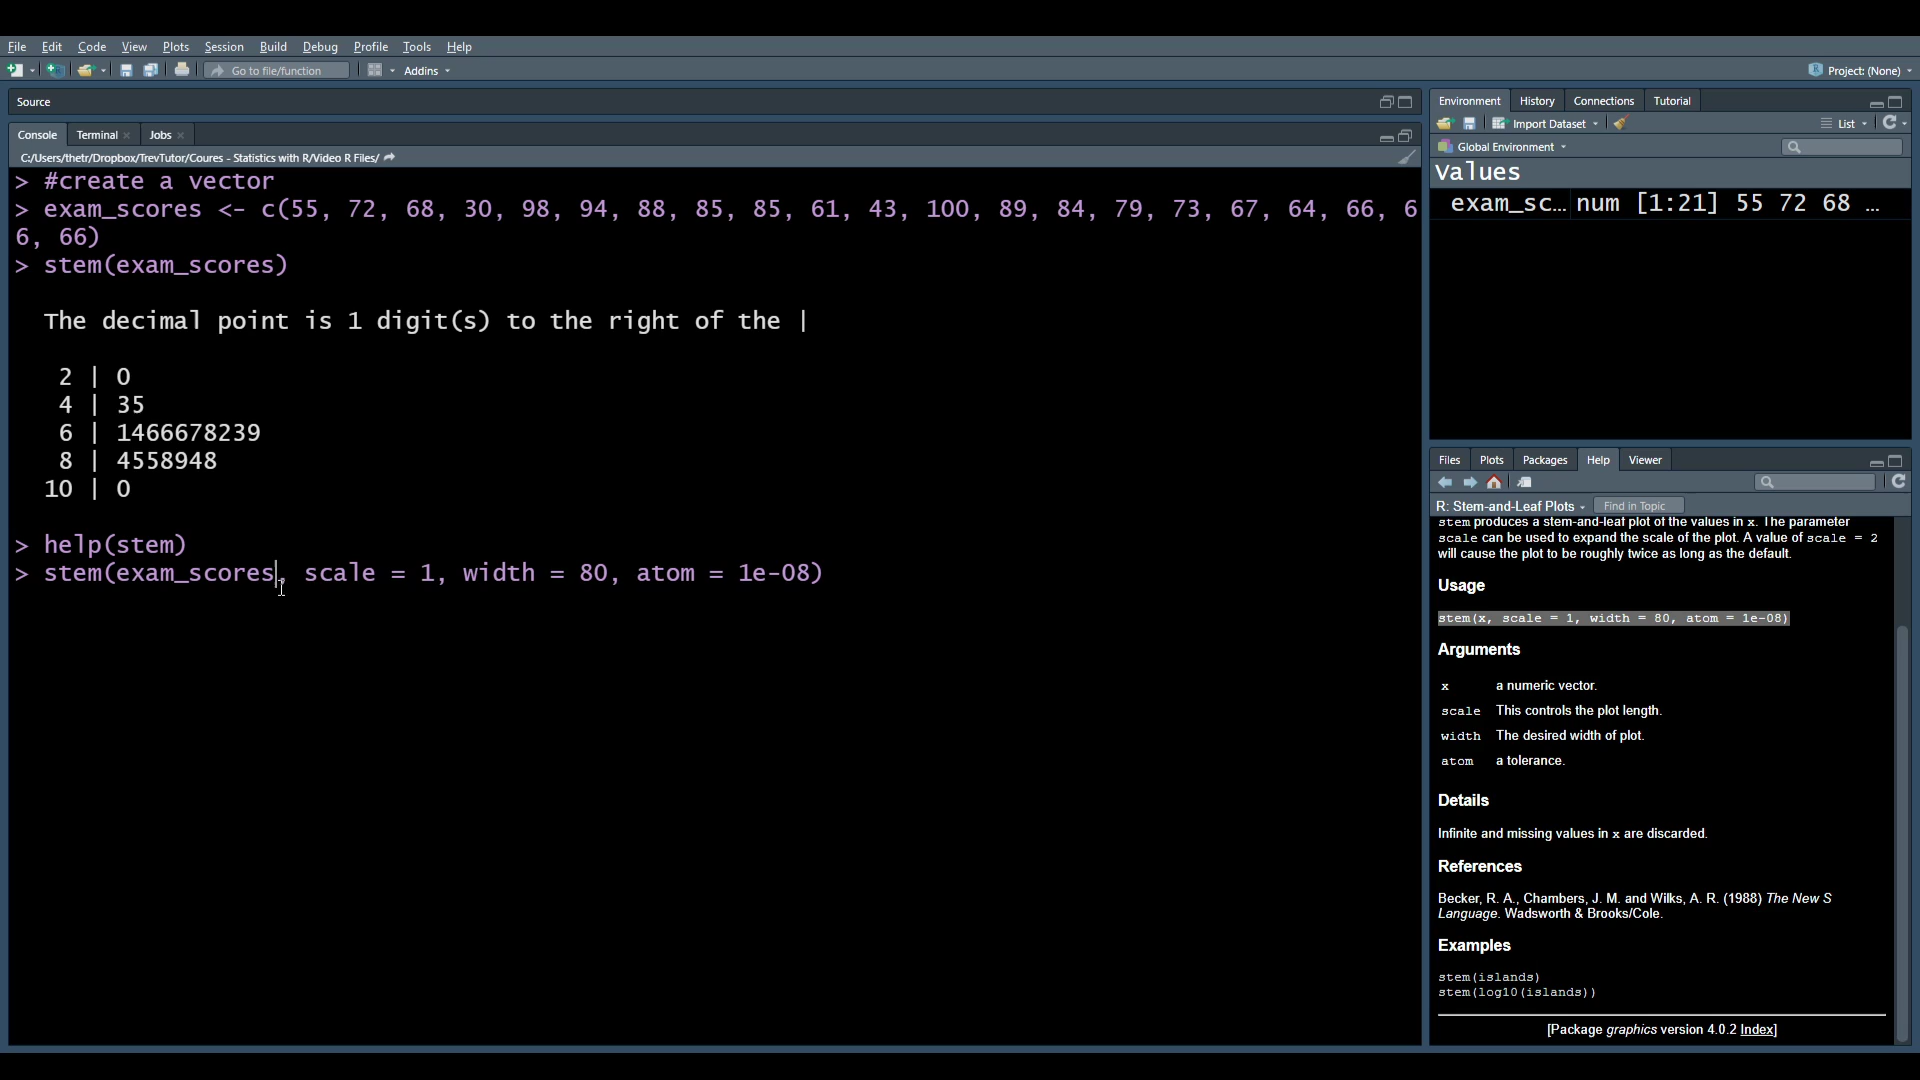 File Edit Code View Plots Session Build Debug Profile Tools Help
Go to file/function Addins Project: (None)
Source
Console Terminal Jobs
C:/Users/thetr/Dropbox/TrevTutor/Coures - Statistics with R/Video R Files/
> #create a vector
> exam_scores <- c(55, 72, 68, 30, 98, 94, 88, 85, 85, 61, 43, 100, 89, 84, 79, 73, 67, 64, 66, 6
6, 66)
> stem(exam_scores)
The decimal point is 1 digit(s) to the right of the |
2 | 0
4 | 35
6 | 1466678239
8 | 4558948
10 | 0
> help(stem)
> stem(exam_scores, scale = 1, width = 80, atom = 1e-08)
Environment History Connections Tutorial
Import Dataset List
Global Environment
Values
exam_sc… num [1:21] 55 72 68 …
Files Plots Packages Help Viewer
R: Stem-and-Leaf Plots Find in Topic
stem produces a stem-and-leaf plot of the values in x. The parameter
scale can be used to expand the scale of the plot. A value of scale = 2
will cause the plot to be roughly twice as long as the default.
Usage
stem(x, scale = 1, width = 80, atom = 1e-08)
Arguments
x a numeric vector.
scale This controls the plot length.
width The desired width of plot.
atom a tolerance.
Details
Infinite and missing values in x are discarded.
References
Becker, R. A., Chambers, J. M. and Wilks, A. R. (1988) The New S
Language. Wadsworth & Brooks/Cole.
Examples
stem(islands)
stem(log10(islands))
[Package graphics version 4.0.2 Index]